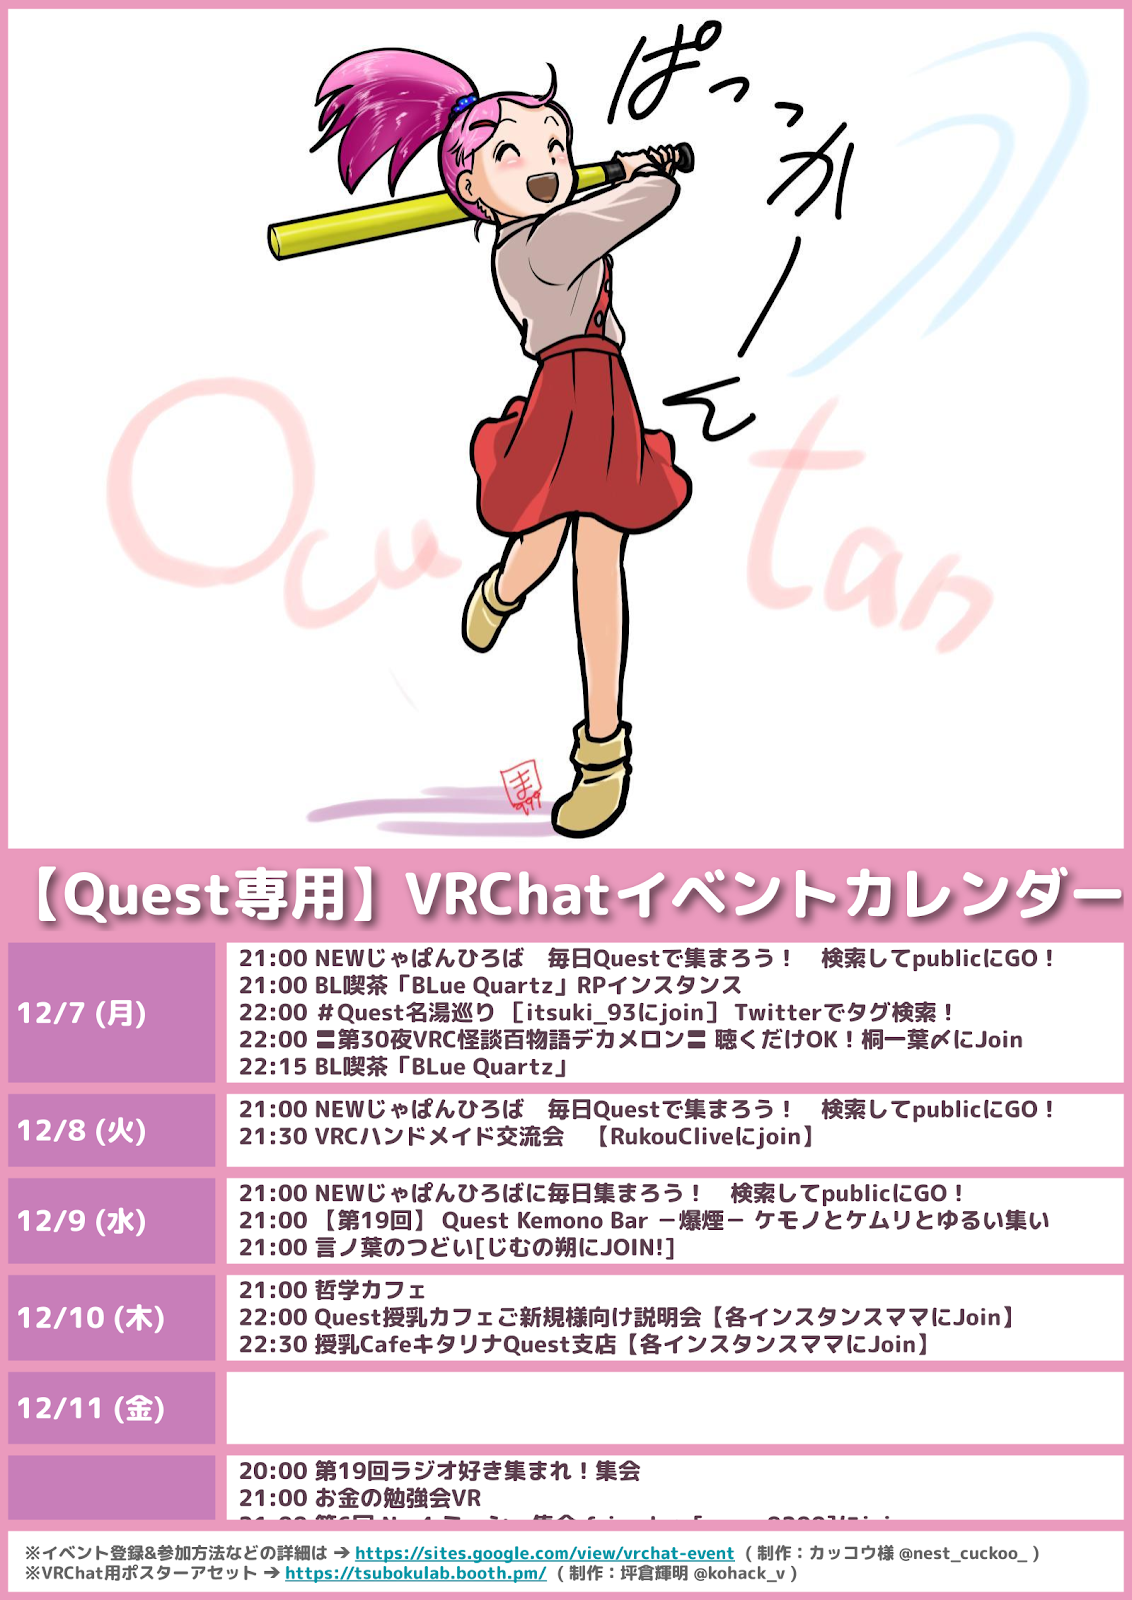 ぱっっかーーん
Ocu tan
ま
999
【Quest専用】VRChatイベントカレンダー
12/7 (月)
21:00 NEWじゃぱんひろば　毎日Questで集まろう！　検索してpublicにGO！
21:00 BL喫茶「BLue Quartz」RPインスタンス
22:00 ＃Quest名湯巡り ［itsuki_93にjoin］ Twitterでタグ検索！
22:00 〓第30夜VRC怪談百物語デカメロン〓 聴くだけOK！桐一葉〆にJoin
22:15 BL喫茶「BLue Quartz」
12/8 (火)
21:00 NEWじゃぱんひろば　毎日Questで集まろう！　検索してpublicにGO！
21:30 VRCハンドメイド交流会　【RukouCliveにjoin】
12/9 (水)
21:00 NEWじゃぱんひろばに毎日集まろう！　検索してpublicにGO！
21:00 【第19回】 Quest Kemono Bar －爆煙－ ケモノとケムリとゆるい集い
21:00 言ノ葉のつどい[じむの朔にJOIN!]
12/10 (木)
21:00 哲学カフェ
22:00 Quest授乳カフェご新規様向け説明会【各インスタンスママにJoin】
22:30 授乳CafeキタリナQuest支店【各インスタンスママにJoin】
12/11 (金)
20:00 第19回ラジオ好き集まれ！集会
21:00 お金の勉強会VR
※イベント登録&参加方法などの詳細は ➔ https://sites.google.com/view/vrchat-event ( 制作：カッコウ様 @nest_cuckoo_ )
※VRChat用ポスターアセット ➔ https://tsubokulab.booth.pm/ ( 制作：坪倉輝明 @kohack_v )